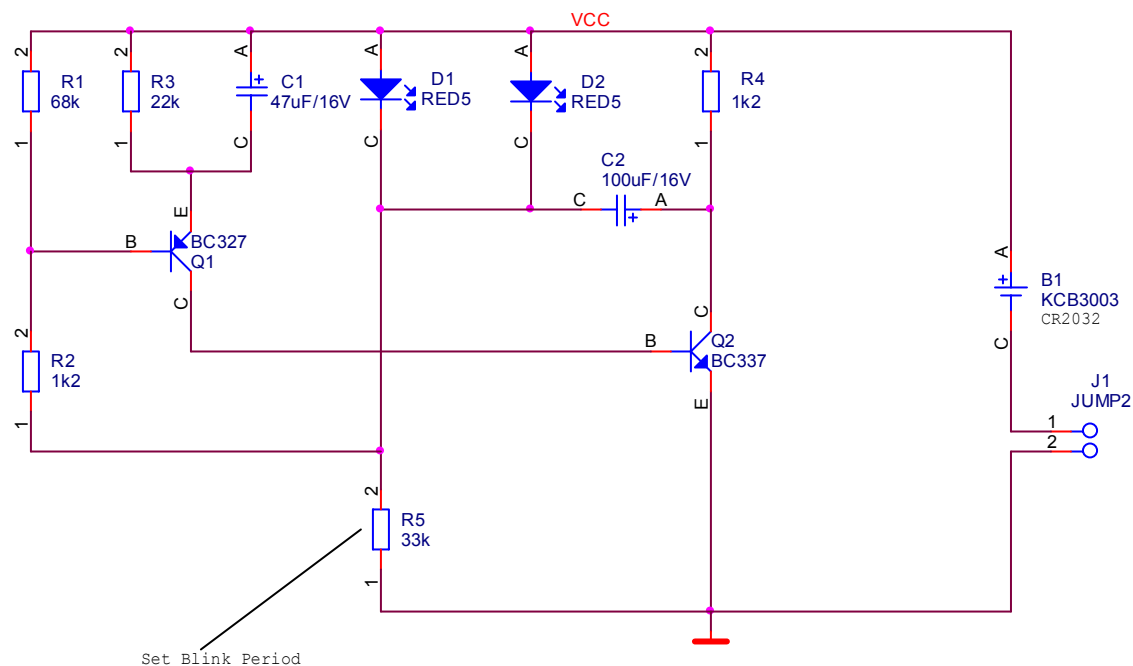 VCC
2
R1
68k
1
2
R3
22k
1
A
C1
47uF/16V
C
A
D1
RED5
C
A
D2
RED5
C
2
R4
1k2
1
C2
100uF/16V
C
A
E
B
BC327
Q1
C
A
B1
KCB3003
CR2032
C
C
B
Q2
BC337
E
2
R2
1k2
1
J1
JUMP2
1
2
2
R5
33k
1
Set Blink Period